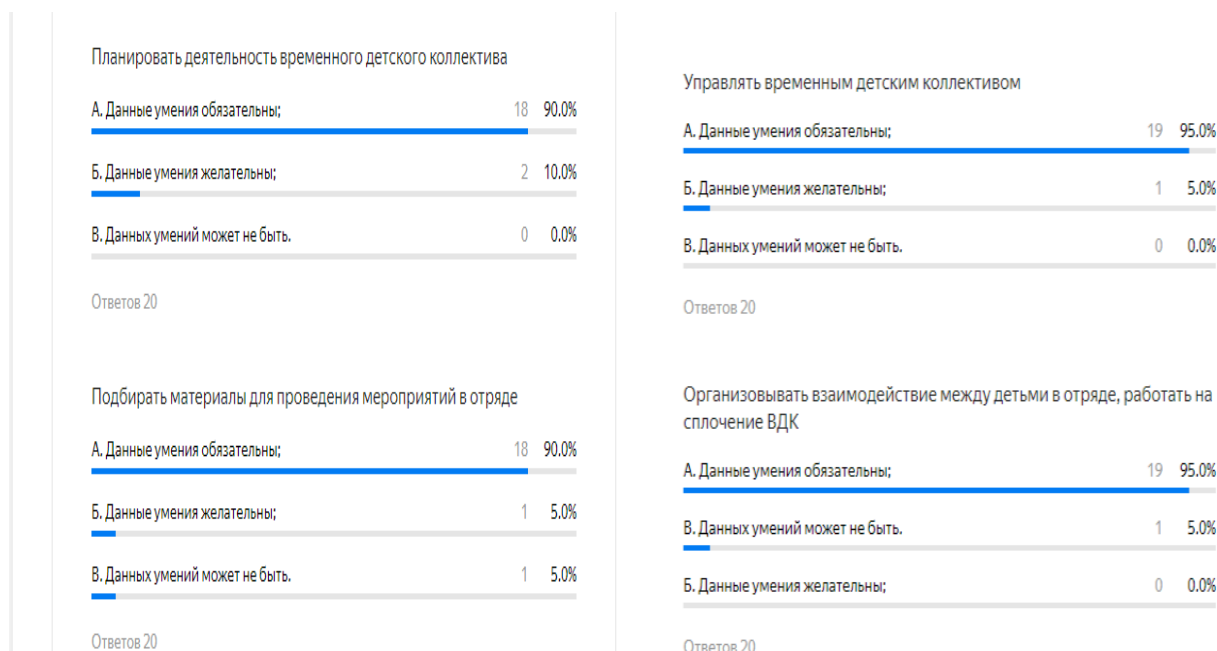 Планировать деятельность временного детского коллектива
А. Данные умения обязательны; 18 90.0%
Б. Данные умения желательны; 2 10.0%
В. Данных умений может не быть. 0 0.0%
Ответов 20
Подбирать материалы для проведения мероприятий в отряде
А. Данные умения обязательны; 18 90.0%
Б. Данные умения желательны; 1 5.0%
В. Данных умений может не быть. 1 5.0%
Ответов 20
Управлять временным детским коллективом
А. Данные умения обязательны; 19 95.0%
Б. Данные умения желательны; 1 5.0%
В. Данных умений может не быть. 0 0.0%
Ответов 20
Организовывать взаимодействие между детьми в отряде, работать на
сплочение ВДК
А. Данные умения обязательны; 19 95.0%
В. Данных умений может не быть. 1 5.0%
Б. Данные умения желательны; 0 0.0%
Ответов 20